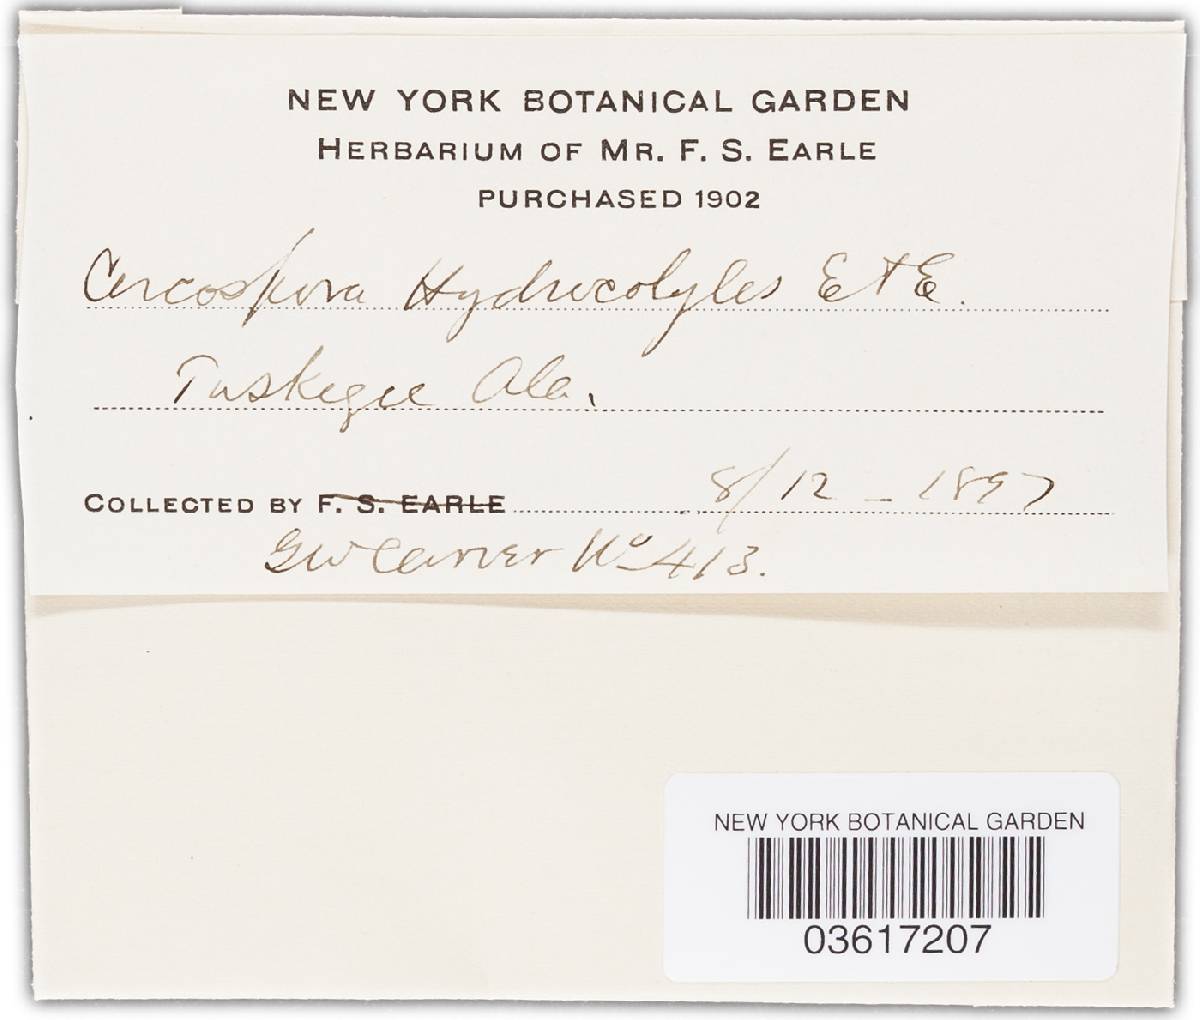 NEW YORK BOTANICAL GARDEN
HERBARIUM OF MR. F. S. EARLE
PURCHASED 1902
Cercospora Hydrocotyles E & E.
Tuskegee Ala.
COLLECTED BY F. S. EARLE 8/12 - 1897
GW Carver No 413.
NEW YORK BOTANICAL GARDEN
03617207